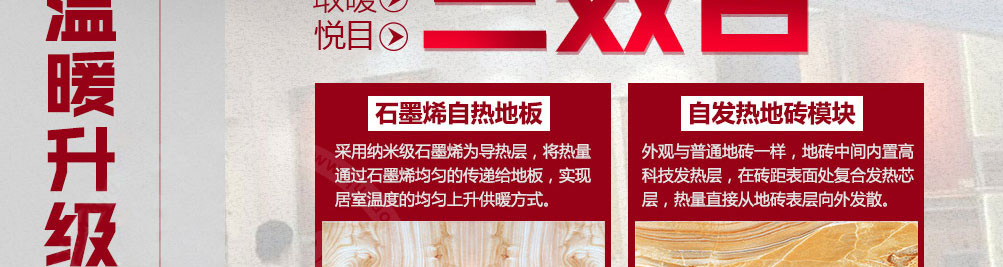 温暖升级
取暖
悦目
三效合
石墨烯自热地板
采用纳米级石墨烯为导热层，将热量
通过石墨烯均匀的传递给地板，实现
居室温度的均匀上升供暖方式。
自发热地砖模块
外观与普通地砖一样，地砖中间内置高
科技发热层，在砖距表面处复合发热芯
层，热量直接从地砖表层向外发散。